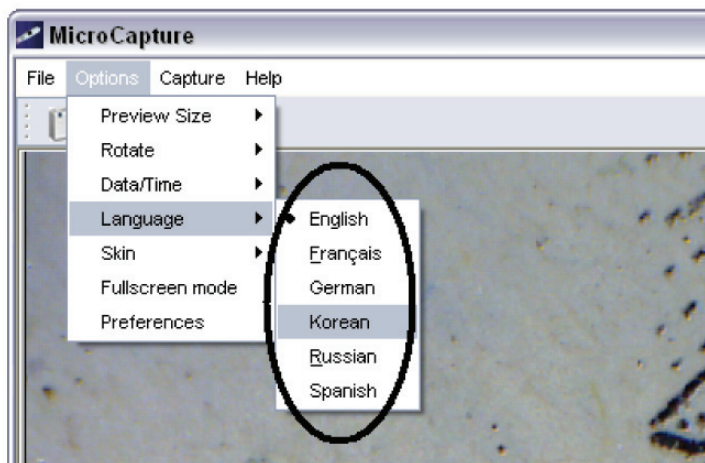 MicroCapture
File Options Capture Help
Preview Size
Rotate
Data/Time
Language
Skin
Fullscreen mode
Preferences
English
Français
German
Korean
Russian
Spanish